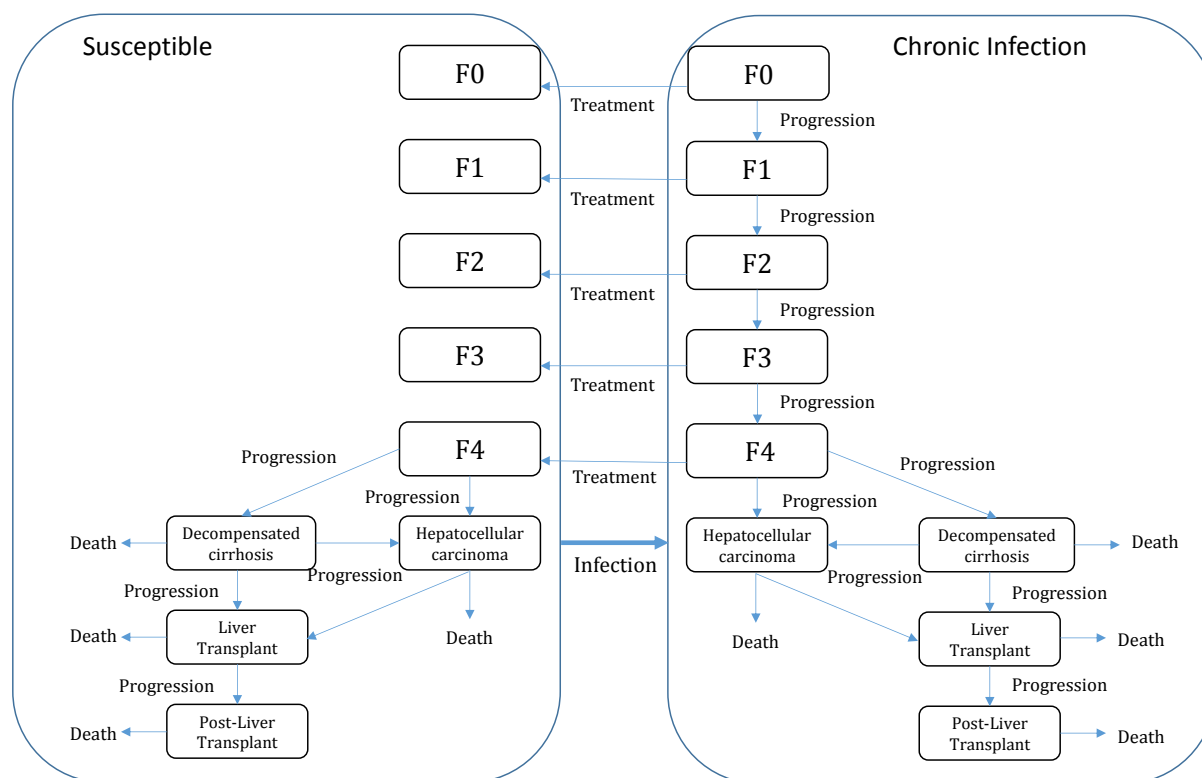 Susceptible
Chronic Infection
F0
F0
Treatment
Progression
F1
F1
Treatment
Progression
F2
F2
Treatment
Progression
F3
F3
Treatment
Progression
F4
F4
Progression
Treatment
Progression
Progression
Progression
Death
Decompensated
cirrhosis
Hepatocellular
carcinoma
Infection
Hepatocellular
carcinoma
Decompensated
cirrhosis
Death
Progression
Progression
Progression
Progression
Death
Liver
Transplant
Death
Death
Liver
Transplant
Death
Progression
Progression
Death
Post-Liver
Transplant
Post-Liver
Transplant
Death